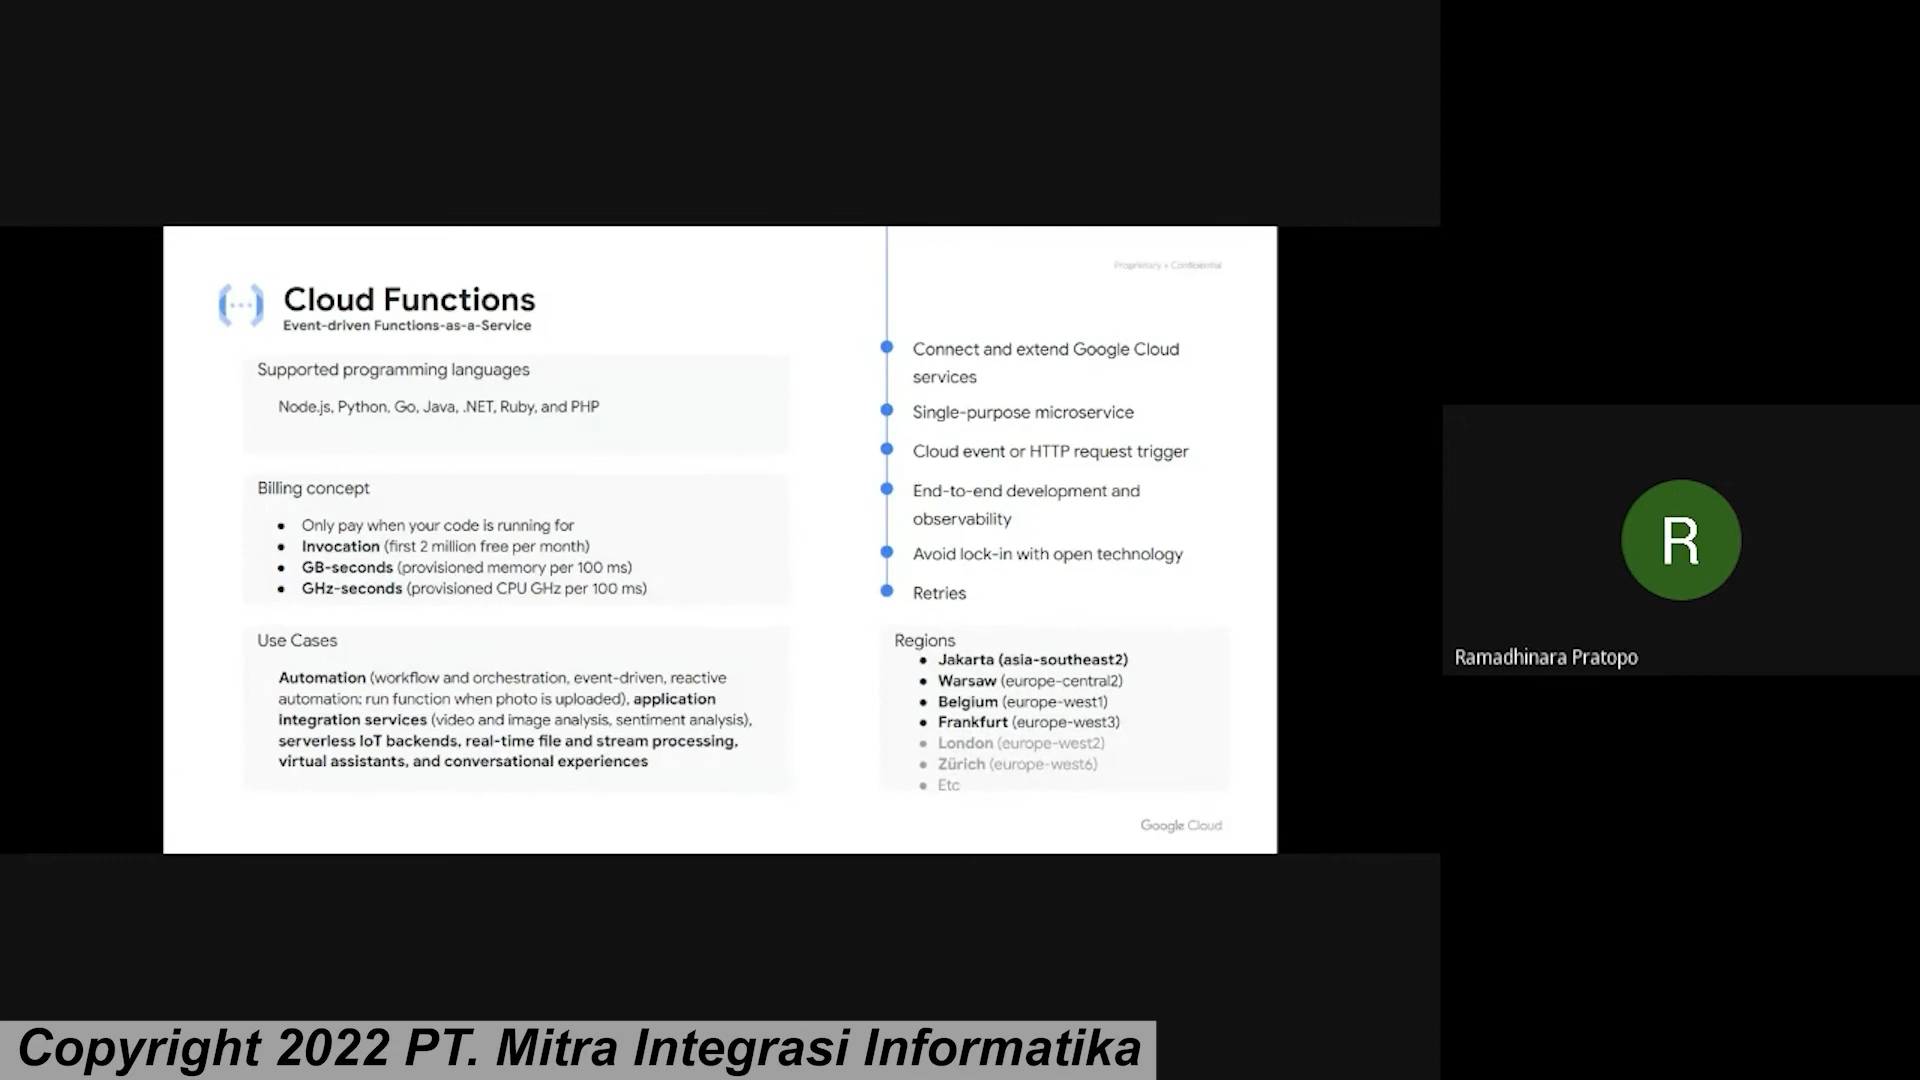 Proprietary + Confidential
Cloud Functions
Event-driven Functions-as-a-Service
Supported programming languages
Node.js, Python, Go, Java, .NET, Ruby, and PHP
Billing concept
● Only pay when your code is running for
● Invocation (first 2 million free per month)
● GB-seconds (provisioned memory per 100 ms)
● GHz-seconds (provisioned CPU GHz per 100 ms)
Use Cases
Automation (workflow and orchestration, event-driven, reactive
automation: run function when photo is uploaded), application
integration services (video and image analysis, sentiment analysis),
serverless IoT backends, real-time file and stream processing,
virtual assistants, and conversational experiences
Connect and extend Google Cloud
services
Single-purpose microservice
Cloud event or HTTP request trigger
End-to-end development and
observability
Avoid lock-in with open technology
Retries
Regions
● Jakarta (asia-southeast2)
● Warsaw (europe-central2)
● Belgium (europe-west1)
● Frankfurt (europe-west3)
● London (europe-west2)
● Zürich (europe-west6)
● Etc
Google Cloud
R
Ramadhinara Pratopo
Copyright 2022 PT. Mitra Integrasi Informatika